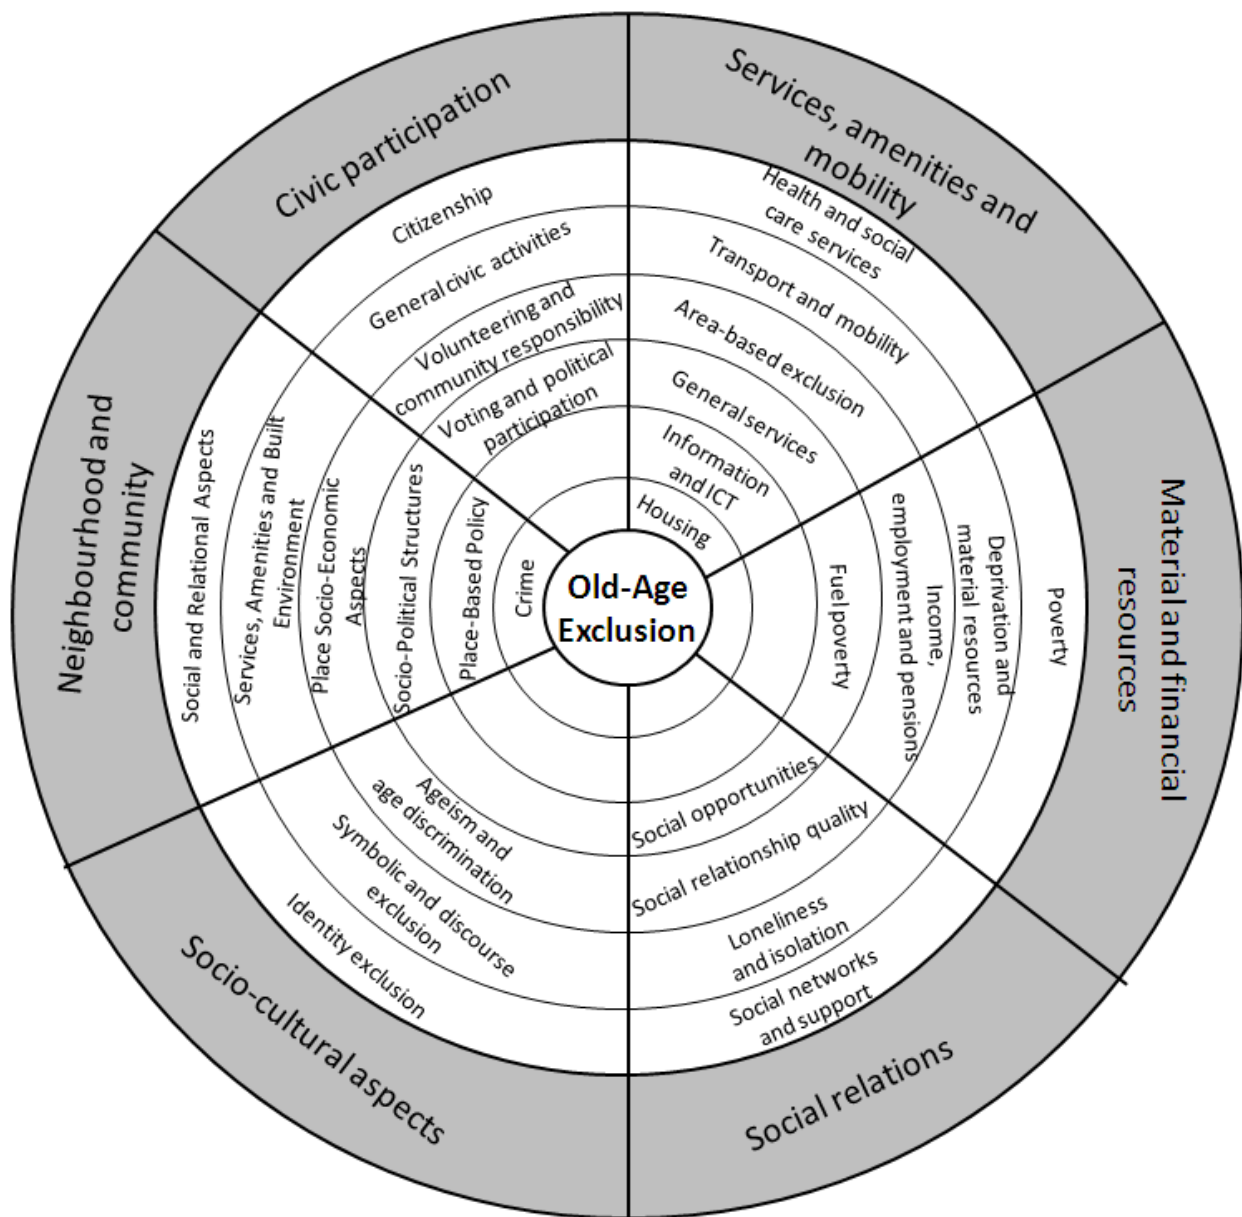 Civic participation
Citizenship
General civic activities
Volunteering and
community responsibility
Voting and political
participation
Services, amenities and
mobility
Health and social
care services
Transport and mobility
Area-based exclusion
General services
Information
and ICT
Housing
Material and financial
resources
Poverty
Deprivation and
material resources
Income,
employment and pensions
Fuel poverty
Social relations
Social networks
and support
Loneliness
and isolation
Social relationship quality
Social opportunities
Socio-cultural aspects
Identity exclusion
Symbolic and discourse
exclusion
Ageism and
age discrimination
Neighbourhood and
community
Social and Relational Aspects
Services, Amenities and Built
Environment
Place Socio-Economic
Aspects
Socio-Political Structures
Place-Based Policy
Crime
Old-Age
Exclusion